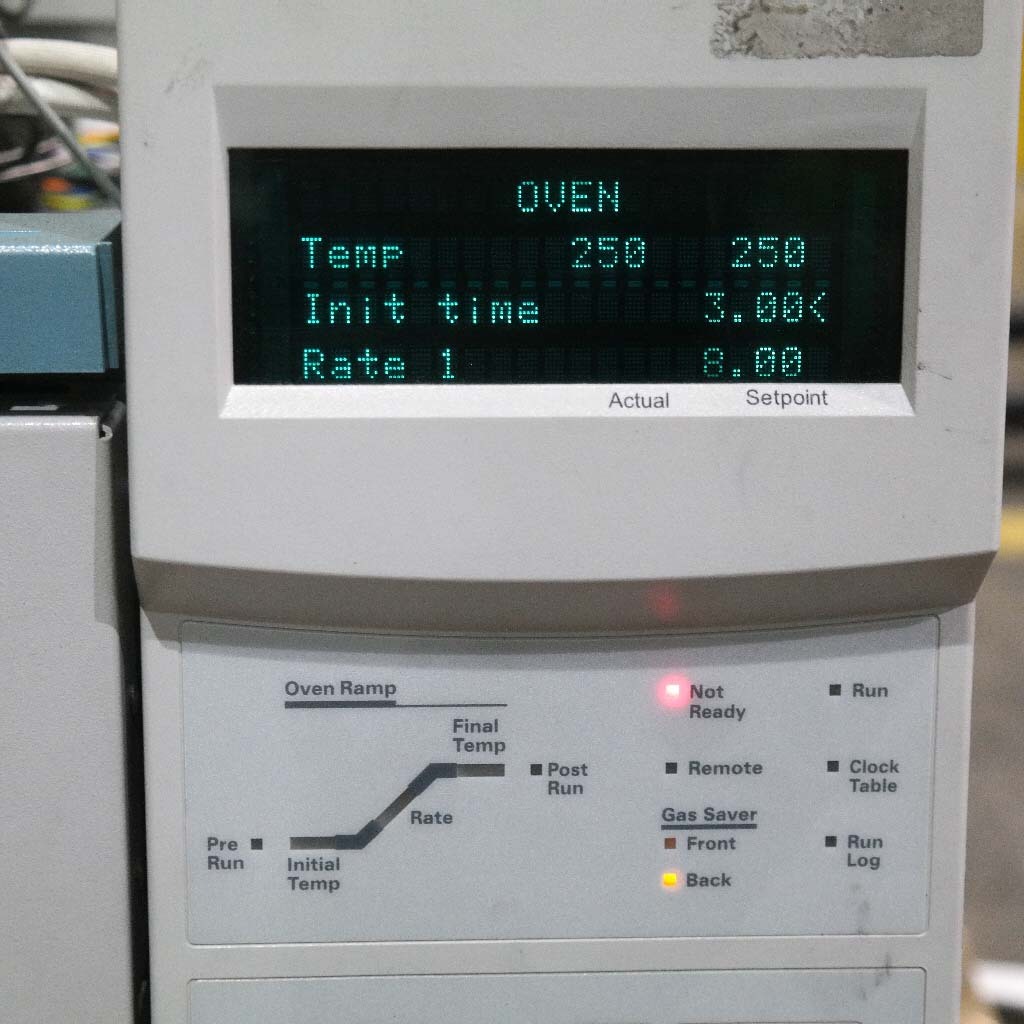 OVEN
Temp 250 250
Init time 3.00<
Rate 1 8.00
Actual Setpoint
Oven Ramp
Final
Temp
Post
Run
Rate
Pre
Run
Initial
Temp
Not
Ready
Run
Remote
Clock
Table
Gas Saver
Front
Back
Run
Log